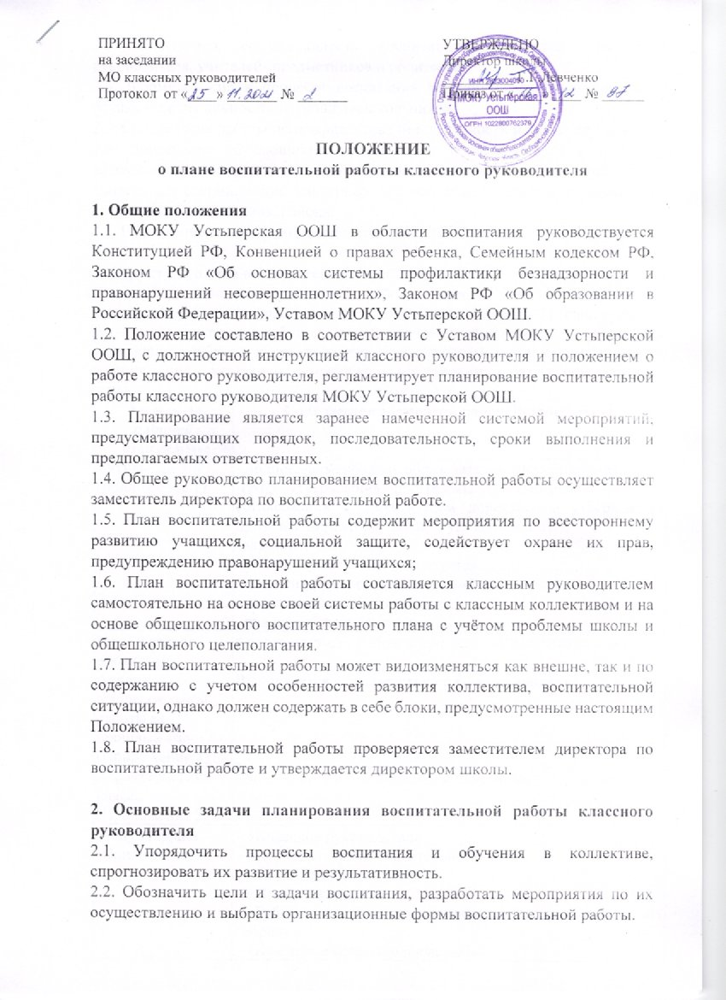 ПРИНЯТО
на заседании
МО классных руководителей
Протокол от «25» 11.2021 № 2
УТВЕРЖДЕНО
Директор школы
Левченко
Приказ от « » 12 № 87
МОКУ Устьперская
ООШ
ОГРН 1022800762379
ПОЛОЖЕНИЕ
о плане воспитательной работы классного руководителя
1. Общие положения
1.1. МОКУ Устьперская ООШ в области воспитания руководствуется
Конституцией РФ, Конвенцией о правах ребенка, Семейным кодексом РФ,
Законом РФ «Об основах системы профилактики безнадзорности и
правонарушений несовершеннолетних», Законом РФ «Об образовании в
Российской Федерации», Уставом МОКУ Устьперской ООШ.
1.2. Положение составлено в соответствии с Уставом МОКУ Устьперской
ООШ, с должностной инструкцией классного руководителя и положением о
работе классного руководителя, регламентирует планирование воспитательной
работы классного руководителя МОКУ Устьперской ООШ.
1.3. Планирование является заранее намеченной системой мероприятий,
предусматривающих порядок, последовательность, сроки выполнения и
предполагаемых ответственных.
1.4. Общее руководство планированием воспитательной работы осуществляет
заместитель директора по воспитательной работе.
1.5. План воспитательной работы содержит мероприятия по всестороннему
развитию учащихся, социальной защите, содействует охране их прав,
предупреждению правонарушений учащихся;
1.6. План воспитательной работы составляется классным руководителем
самостоятельно на основе своей системы работы с классным коллективом и на
основе общешкольного воспитательного плана с учётом проблемы школы и
общешкольного целеполагания.
1.7. План воспитательной работы может видоизменяться как внешне, так и по
содержанию с учетом особенностей развития коллектива, воспитательной
ситуации, однако должен содержать в себе блоки, предусмотренные настоящим
Положением.
1.8. План воспитательной работы проверяется заместителем директора по
воспитательной работе и утверждается директором школы.
2. Основные задачи планирования воспитательной работы классного
руководителя
2.1. Упорядочить процессы воспитания и обучения в коллективе,
спрогнозировать их развитие и результативность.
2.2. Обозначить цели и задачи воспитания, разработать мероприятия по их
осуществлению и выбрать организационные формы воспитательной работы.